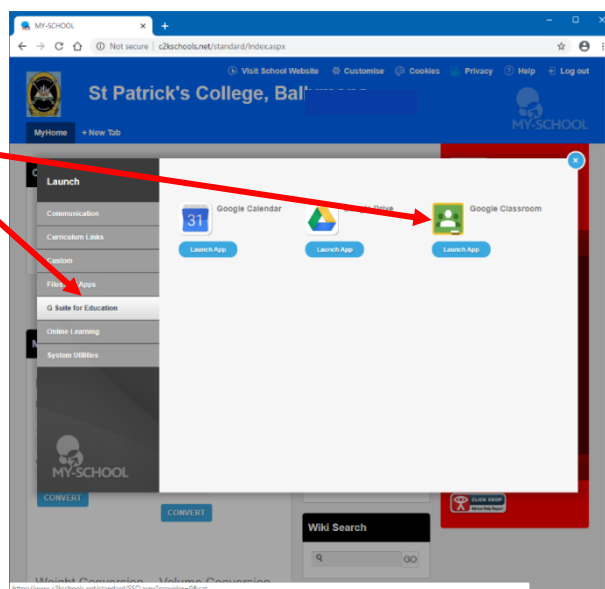 MY-SCHOOL
Not secure | c2kschools.net/standard/Index.aspx
Visit School Website Customise Cookies Privacy Help Log out
St Patrick's College,
MY-SCHOOL
MyHome + New Tab
Launch
Communication
Curriculum Links
Custom
Apps
G Suite for Education
Online Learning
System Utilities
MY-SCHOOL
31
Google Calendar
Launch App
Google Drive
Launch App
Google Classroom
Launch App
CONVERT
CONVERT
Wiki Search
GO
Weight Conversion
Volume Conversion